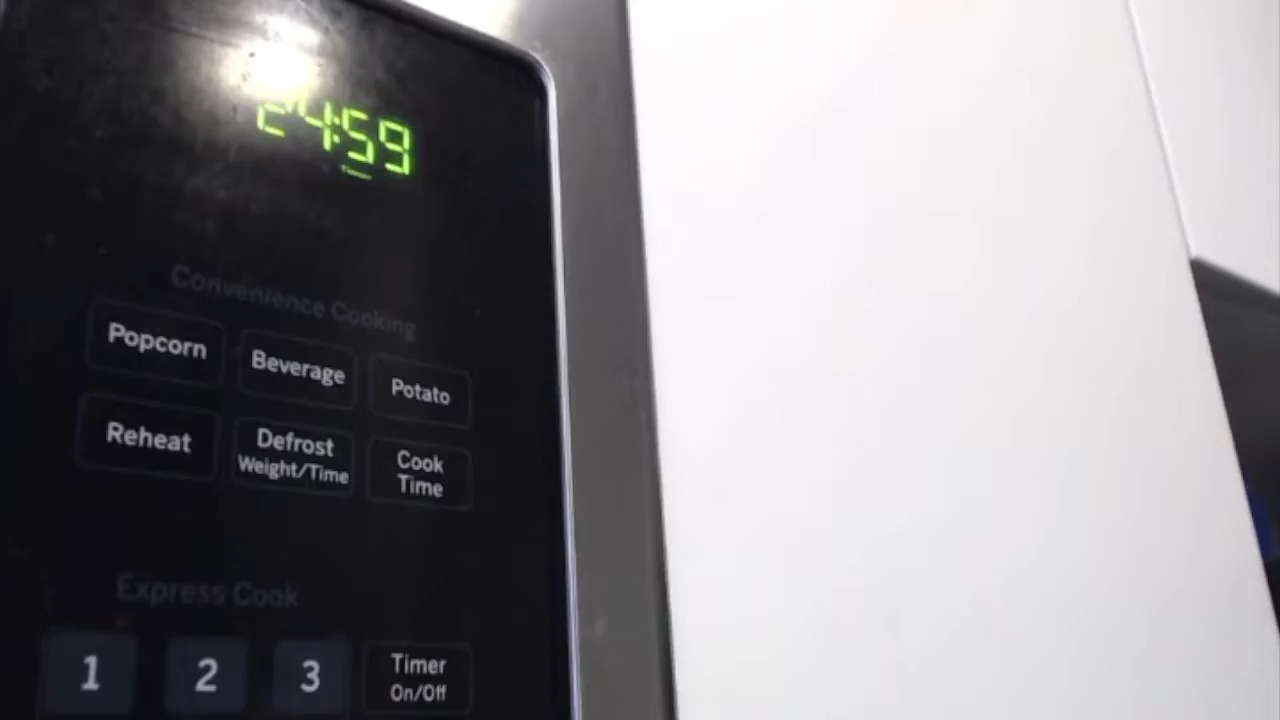 24:59
Timer
Convenience Cooking
Popcorn
Beverage
Potato
Reheat
Defrost
Weight/Time
Cook
Time
Express Cook
1
2
3
Timer
On/Off